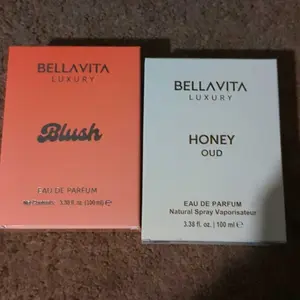 BELLAVITA
LUXURY
Blush
EAU DE PARFUM
3.38 fl. oz. (100 ml) e
BELLAVITA
LUXURY
HONEY
OUD
EAU DE PARFUM
Natural Spray Vaporisateur
3.38 fl. oz. | 100 ml e